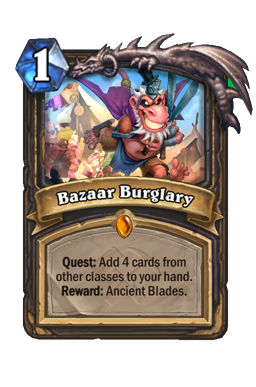 1
Bazaar Burglary
Quest: Add 4 cards from
other classes to your hand.
Reward: Ancient Blades.